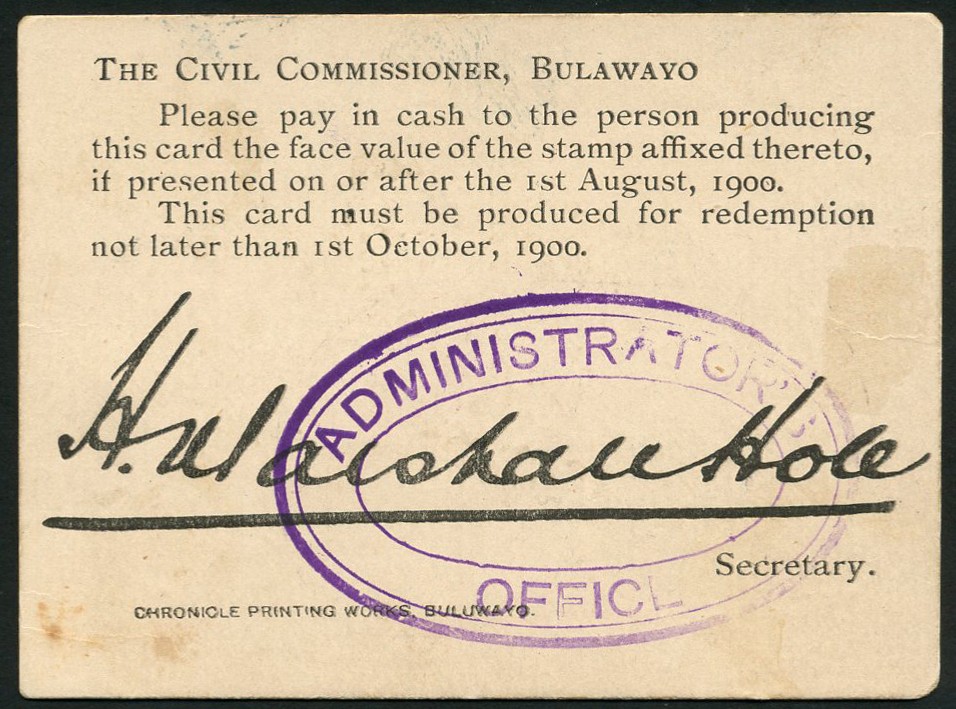 THE CIVIL COMMISSIONER, BULAWAYO
Please pay in cash to the person producing
this card the face value of the stamp affixed thereto,
if presented on or after the 1st August, 1900.
This card must be produced for redemption
not later than 1st October, 1900.
ADMINISTRATOR'S
H. Marshall Hole
Secretary.
OFFICE
CHRONICLE PRINTING WORKS, BULUWAYO.